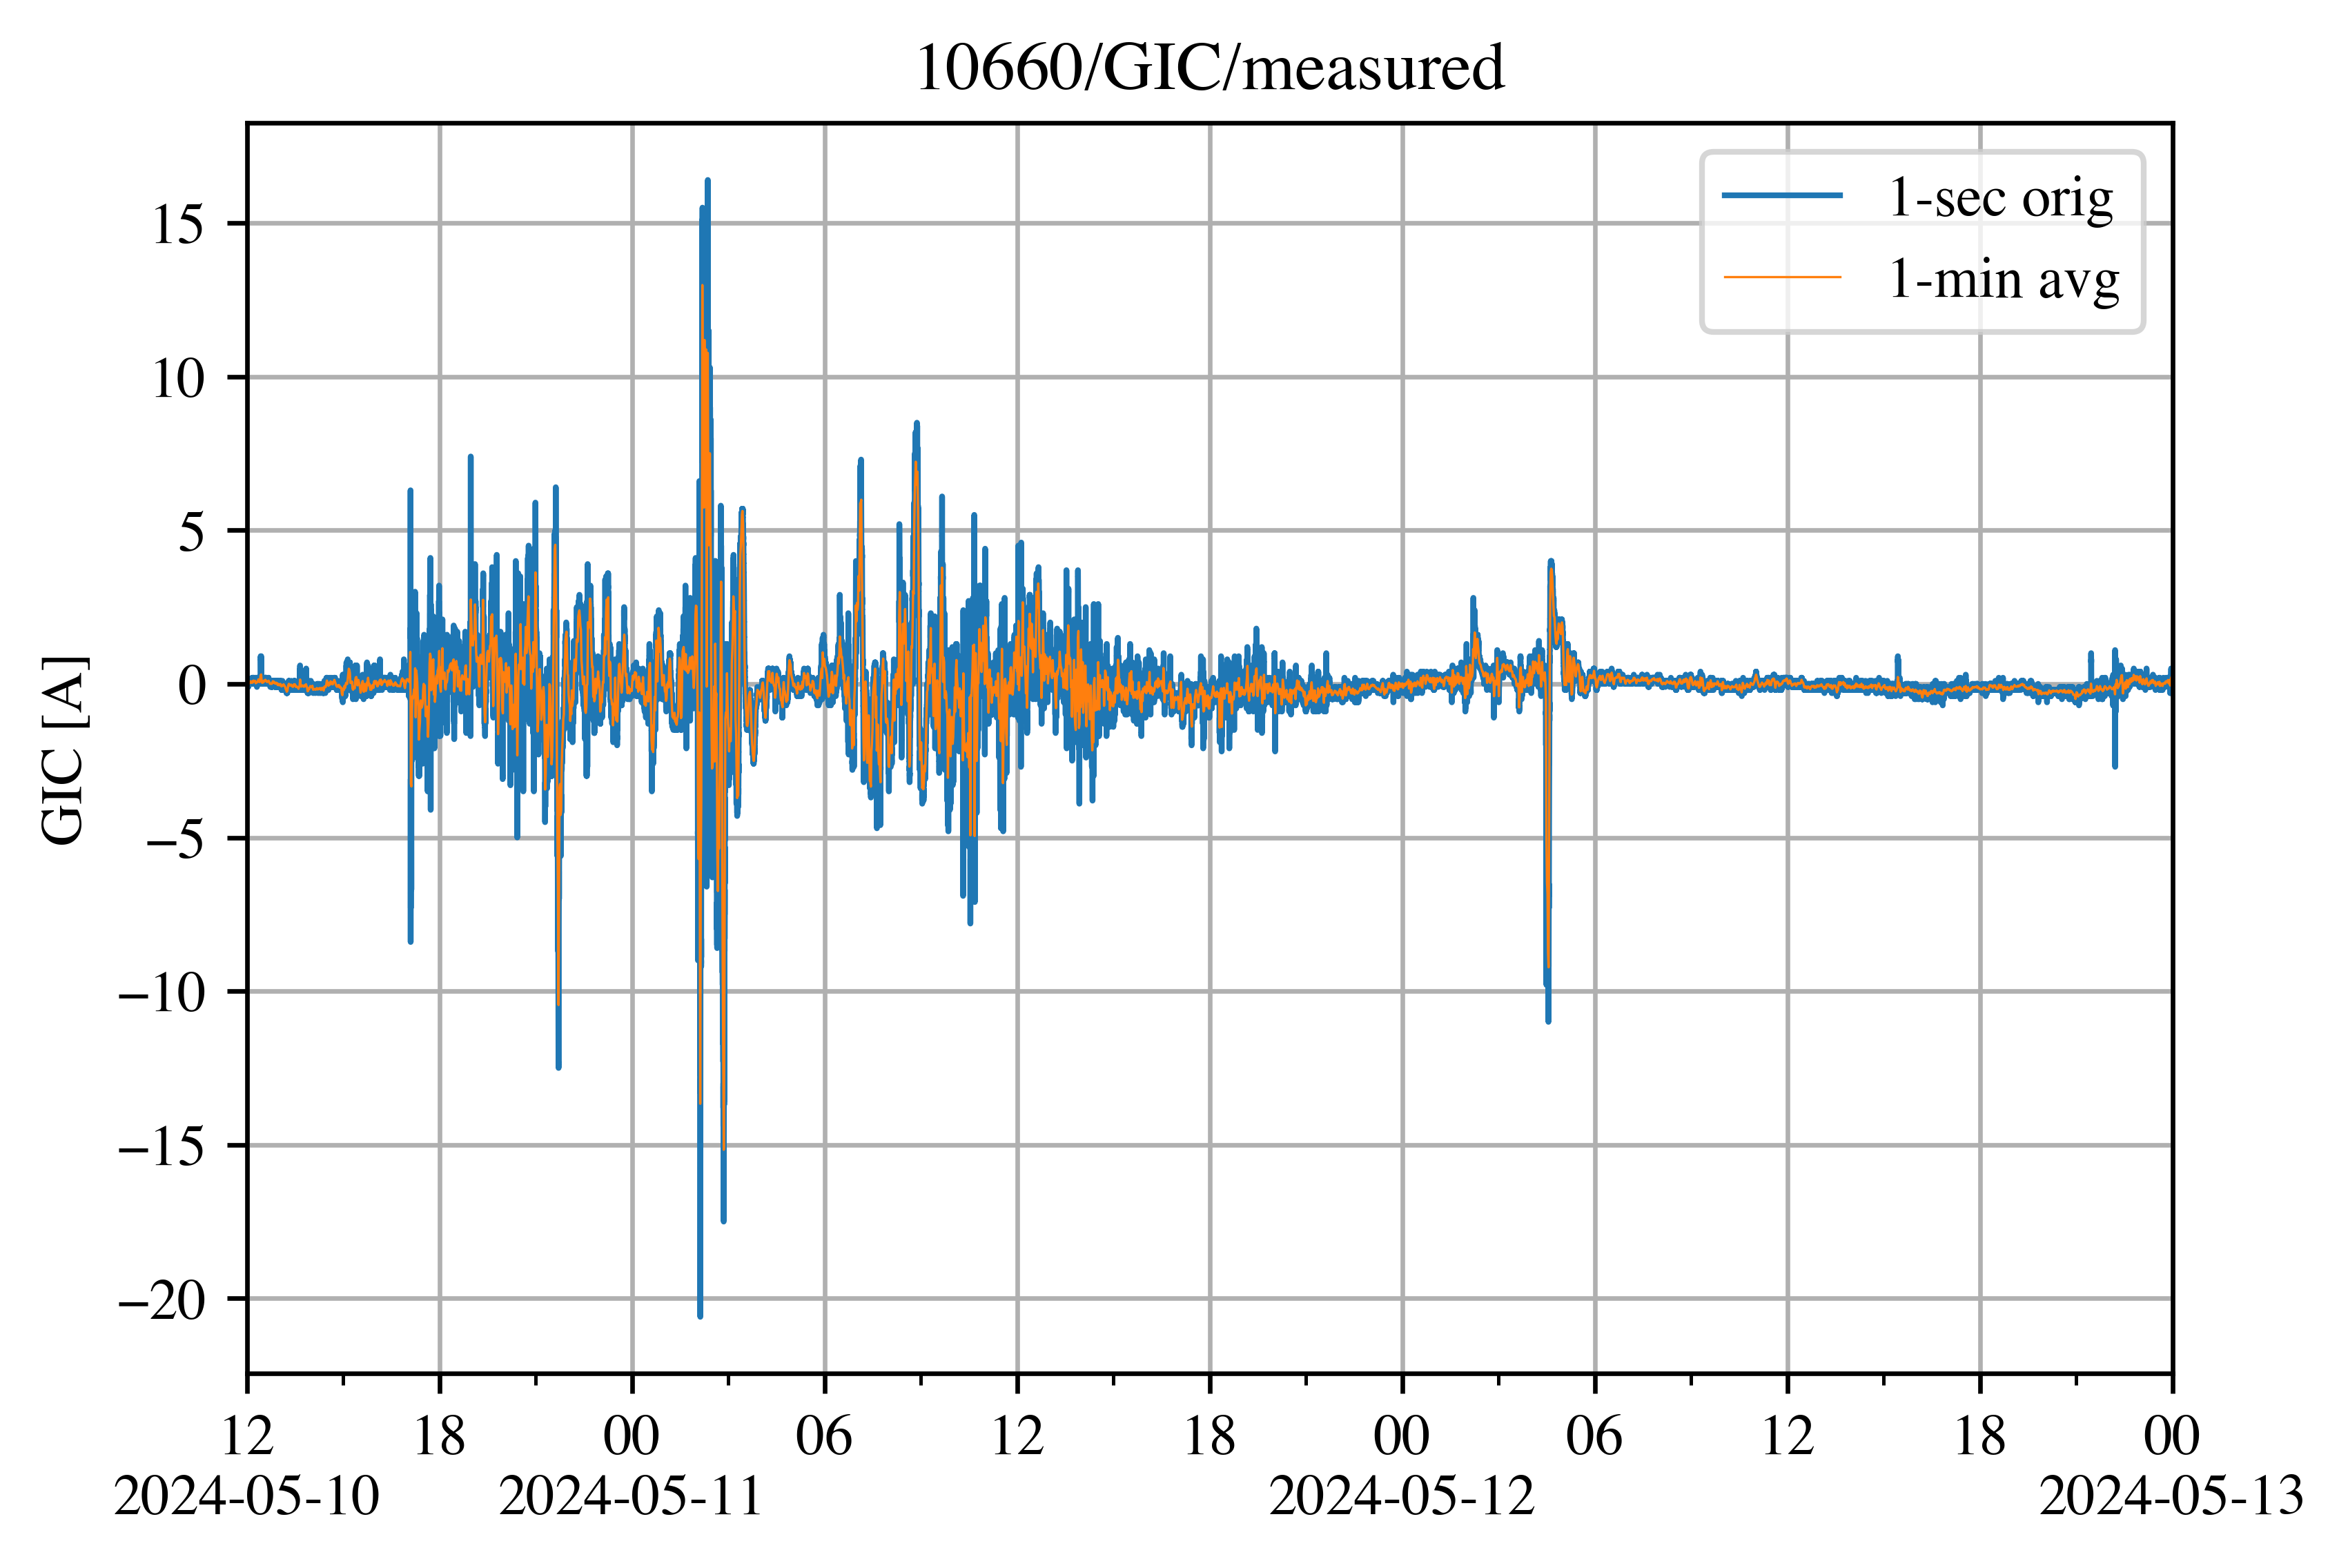 10660/GIC/measured
1-sec orig
1-min avg
15
10
5
0
−5
−10
−15
−20
GIC [A]
12 18 00 06 12 18 00 06 12 18 00
2024-05-10 2024-05-11 2024-05-12 2024-05-13